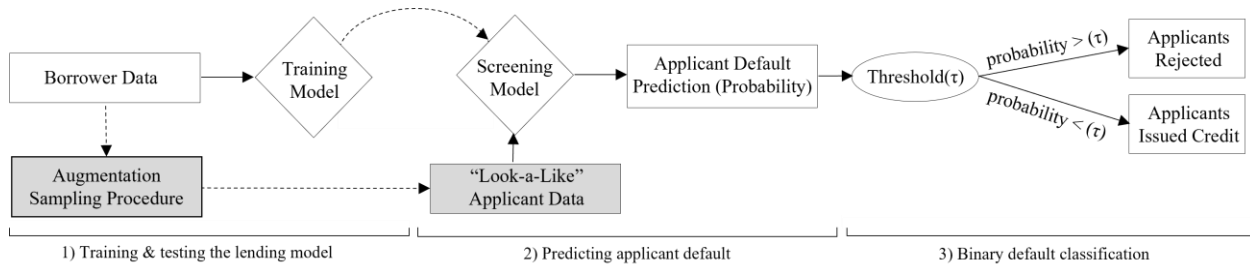 Borrower Data
Training
Model
Screening
Model
Applicant Default
Prediction (Probability)
Threshold(τ)
probability > (τ)
probability < (τ)
Applicants
Rejected
Applicants
Issued Credit
Augmentation
Sampling Procedure
“Look-a-Like”
Applicant Data
1) Training & testing the lending model
2) Predicting applicant default
3) Binary default classification